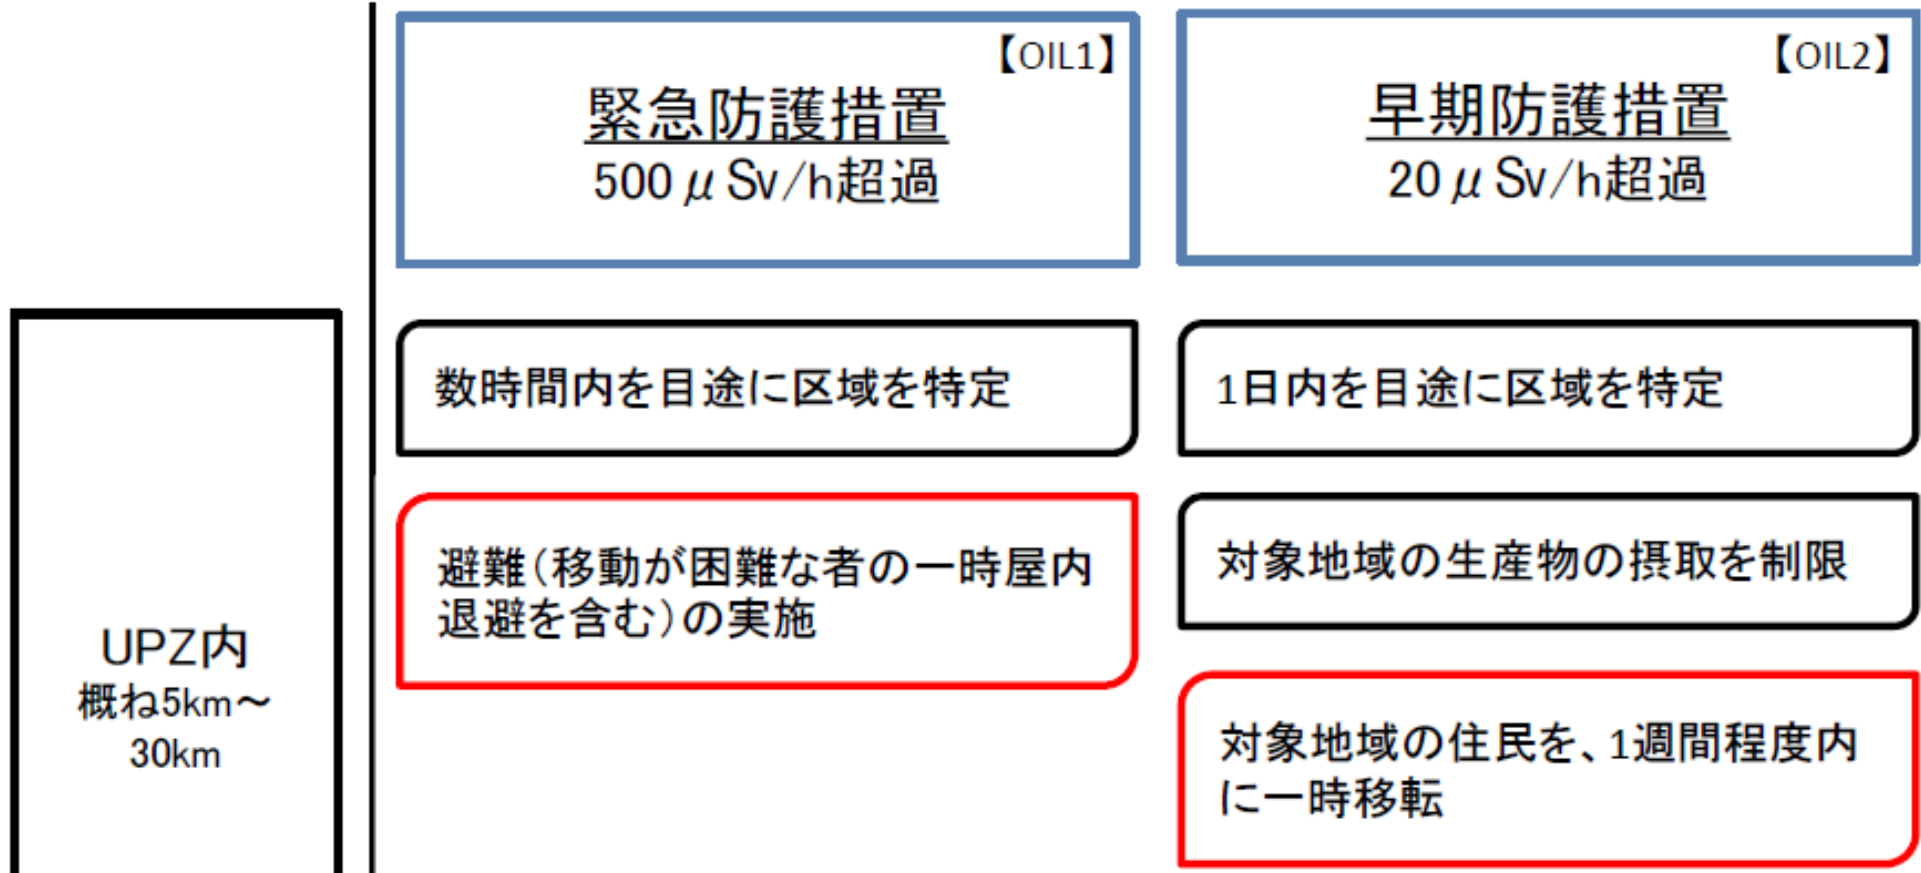 【OIL1】
緊急防護措置
500μSv/h超過
【OIL2】
早期防護措置
20μSv/h超過
UPZ内
概ね5km～
30km
数時間内を目途に区域を特定
避難(移動が困難な者の一時屋内
退避を含む)の実施
1日内を目途に区域を特定
対象地域の生産物の摂取を制限
対象地域の住民を、1週間程度内
に一時移転